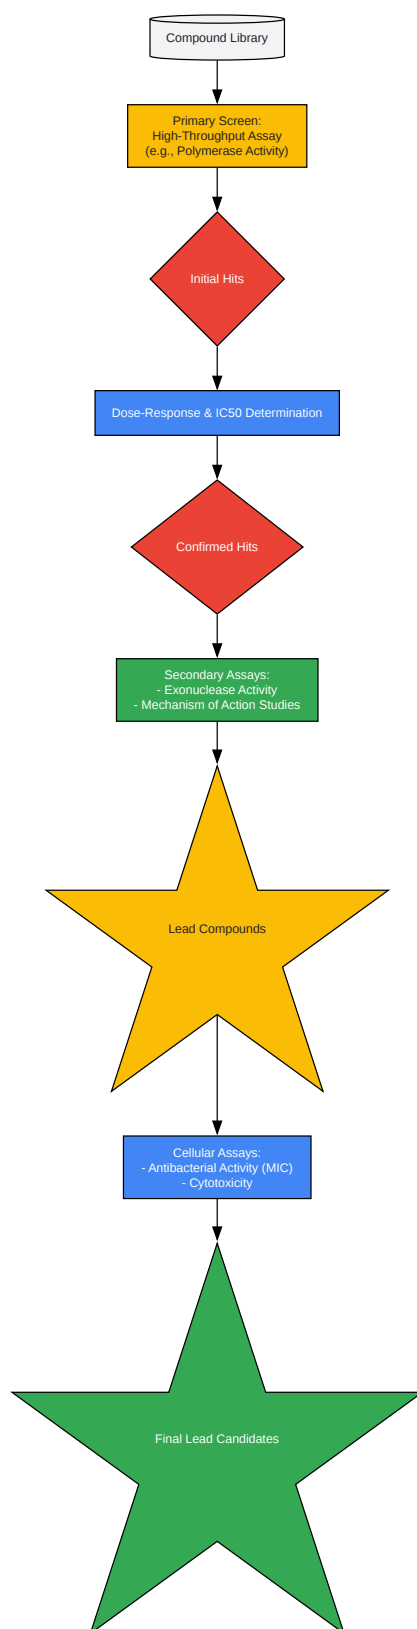 Compound Library
Primary Screen:
High-Throughput Assay
(e.g., Polymerase Activity)
Initial Hits
Dose-Response & IC50 Determination
Confirmed Hits
Secondary Assays:
- Exonuclease Activity
- Mechanism of Action Studies
Lead Compounds
Cellular Assays:
- Antibacterial Activity (MIC)
- Cytotoxicity
Final Lead Candidates